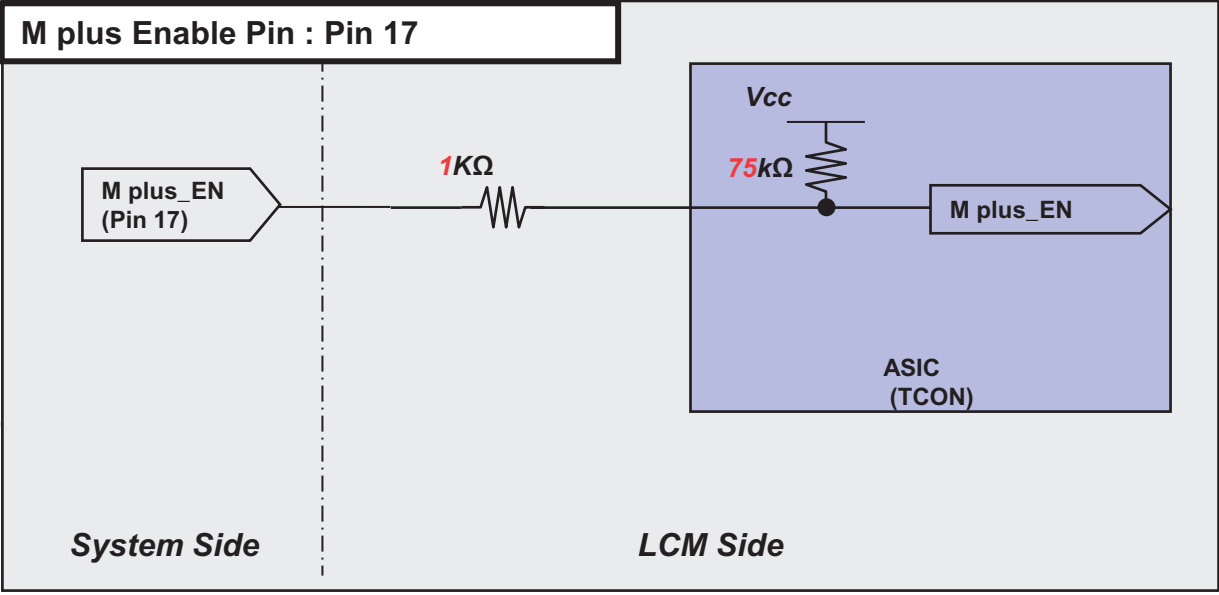 M plus Enable Pin : Pin 17
Vcc
1KΩ
75kΩ
M plus_EN
(Pin 17)
M plus_EN
ASIC
(TCON)
System Side
LCM Side